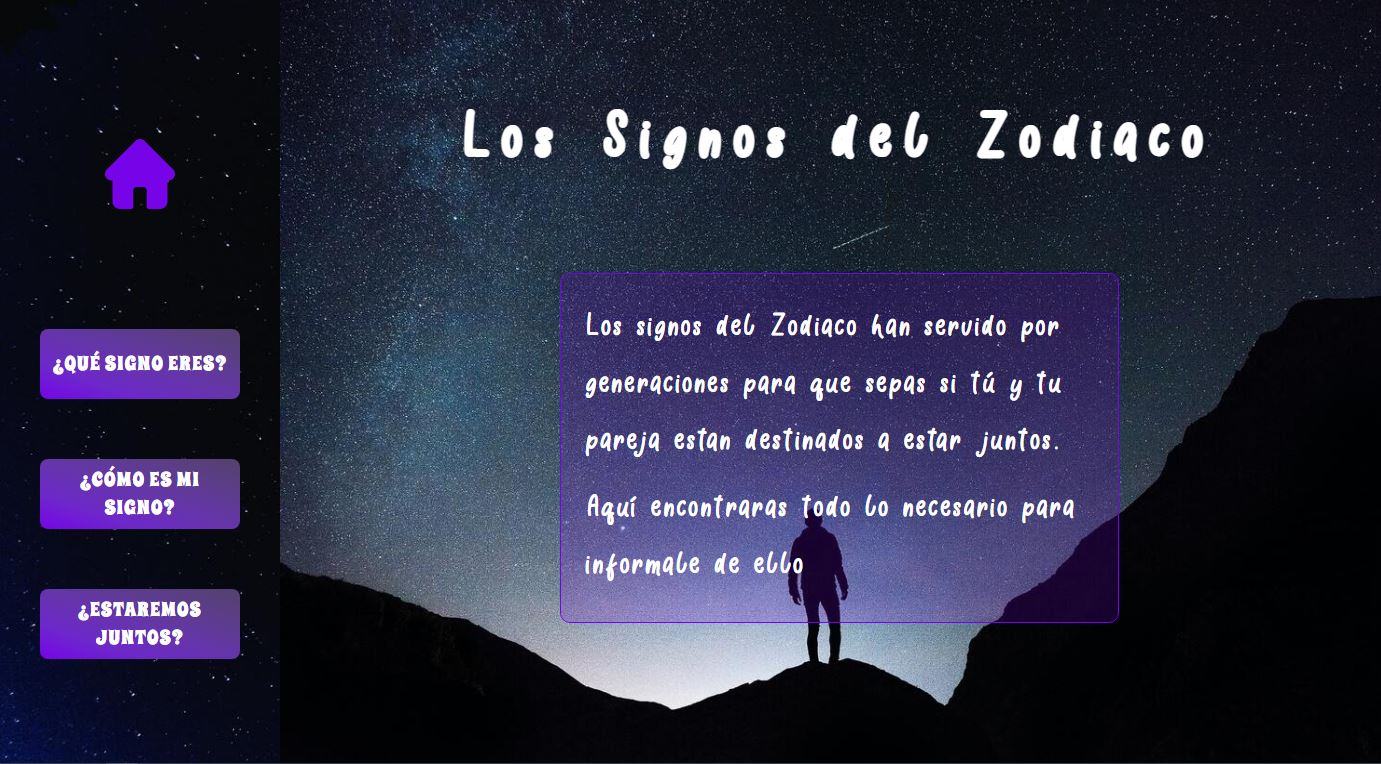 Los Signos del Zodiaco
¿QUÉ SIGNO ERES?
¿CÓMO ES MI
SIGNO?
¿ESTAREMOS
JUNTOS?
Los signos del Zodiaco han servido por
generaciones para que sepas si tú y tu
pareja estan destinados a estar juntos.
Aquí encontraras todo lo necesario para
informale de ello